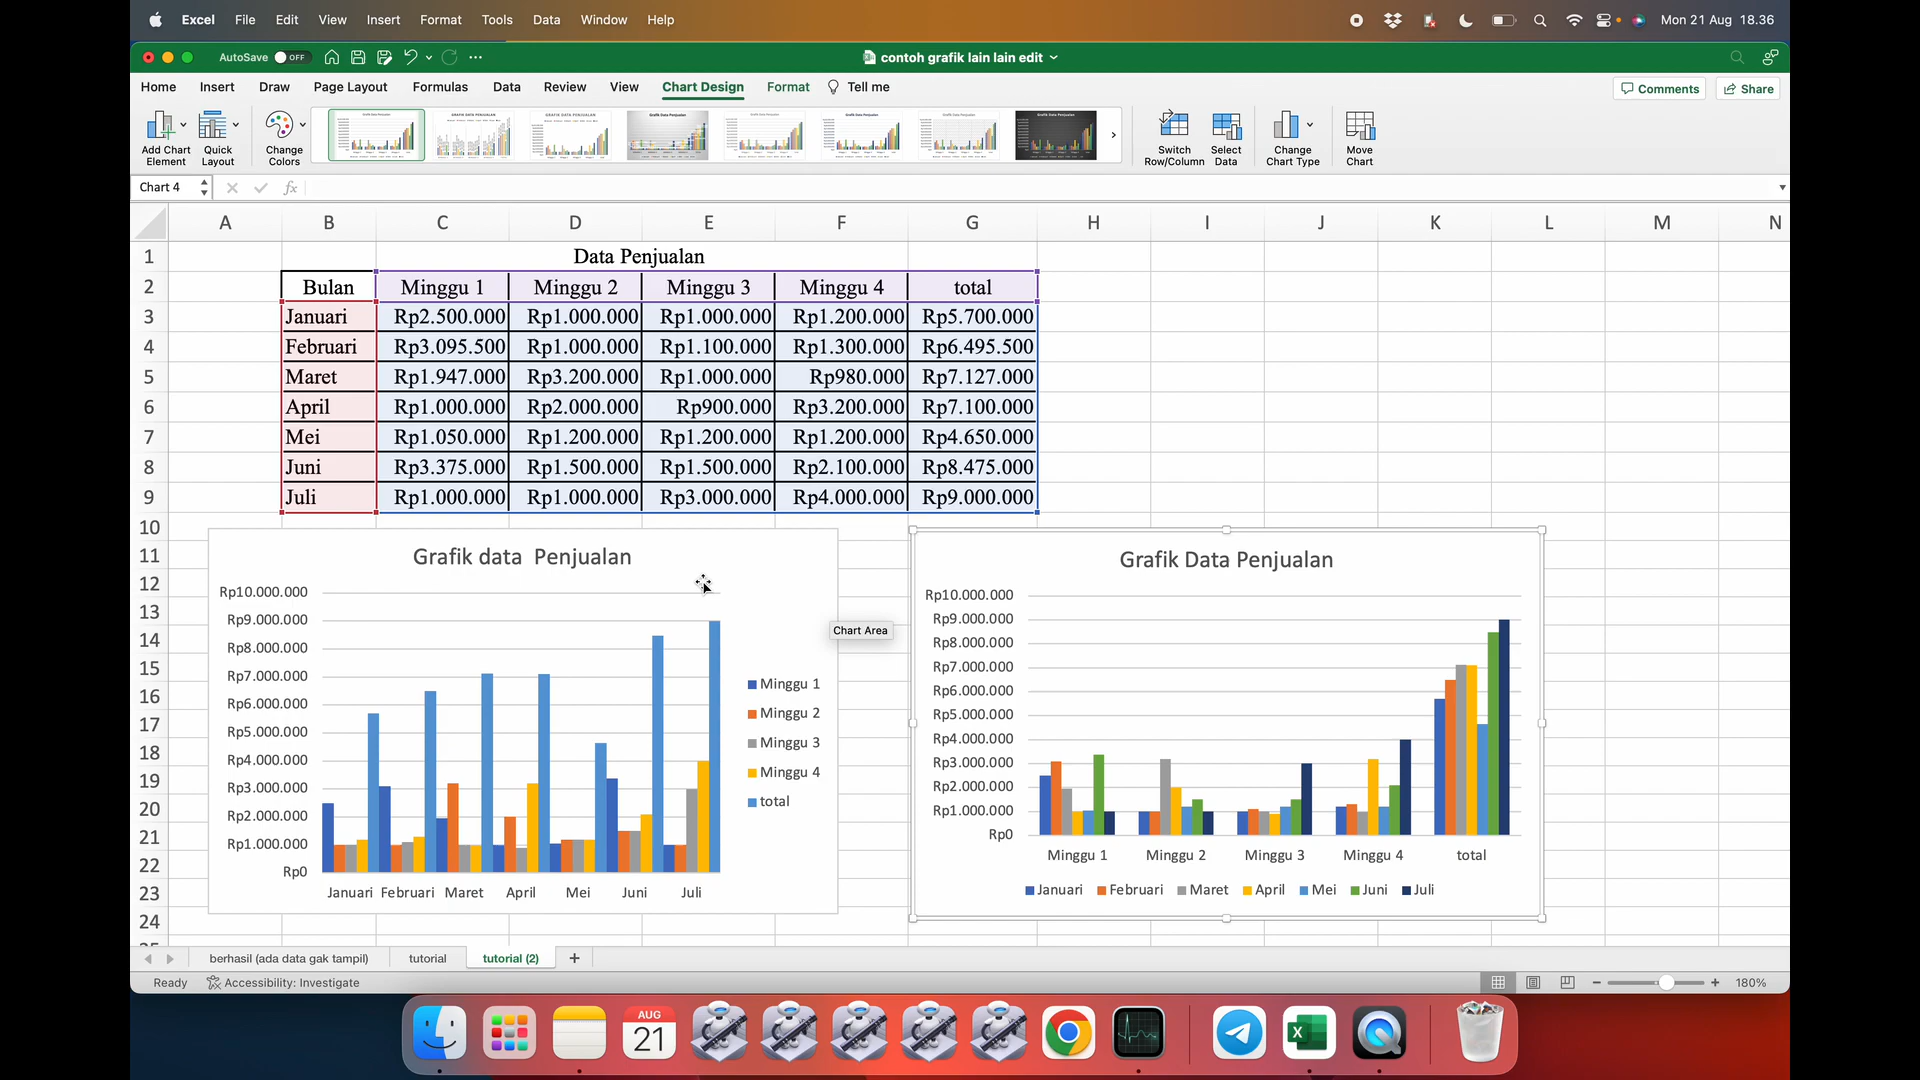 Excel File Edit View Insert Format Tools Data Window Help Mon 21 Aug 18.36
AutoSave OFF contoh grafik lain lain edit
Home Insert Draw Page Layout Formulas Data Review View Chart Design Format Tell me Comments Share
Add Chart Element
Quick Layout
Change Colors
Switch Row/Column
Select Data
Change Chart Type
Move Chart
Chart 4 fx
A B C D E F G H I J K L M N
1 Data Penjualan
2 Bulan Minggu 1 Minggu 2 Minggu 3 Minggu 4 total
3 Januari Rp2.500.000 Rp1.000.000 Rp1.000.000 Rp1.200.000 Rp5.700.000
4 Februari Rp3.095.500 Rp1.000.000 Rp1.100.000 Rp1.300.000 Rp6.495.500
5 Maret Rp1.947.000 Rp3.200.000 Rp1.000.000 Rp980.000 Rp7.127.000
6 April Rp1.000.000 Rp2.000.000 Rp900.000 Rp3.200.000 Rp7.100.000
7 Mei Rp1.050.000 Rp1.200.000 Rp1.200.000 Rp1.200.000 Rp4.650.000
8 Juni Rp3.375.000 Rp1.500.000 Rp1.500.000 Rp2.100.000 Rp8.475.000
9 Juli Rp1.000.000 Rp1.000.000 Rp3.000.000 Rp4.000.000 Rp9.000.000
10
11
12
13
14
15
16
17
18
19
20
21
22
23
24
Grafik data  Penjualan
Rp10.000.000
Rp9.000.000
Rp8.000.000
Rp7.000.000
Rp6.000.000
Rp5.000.000
Rp4.000.000
Rp3.000.000
Rp2.000.000
Rp1.000.000
Rp0
Januari Februari Maret April Mei Juni Juli
Minggu 1
Minggu 2
Minggu 3
Minggu 4
total
Chart Area
Grafik Data Penjualan
Rp10.000.000
Rp9.000.000
Rp8.000.000
Rp7.000.000
Rp6.000.000
Rp5.000.000
Rp4.000.000
Rp3.000.000
Rp2.000.000
Rp1.000.000
Rp0
Minggu 1 Minggu 2 Minggu 3 Minggu 4 total
Januari Februari Maret April Mei Juni Juli
berhasil (ada data gak tampil) tutorial tutorial (2)
Ready Accessibility: Investigate 180%
AUG
21